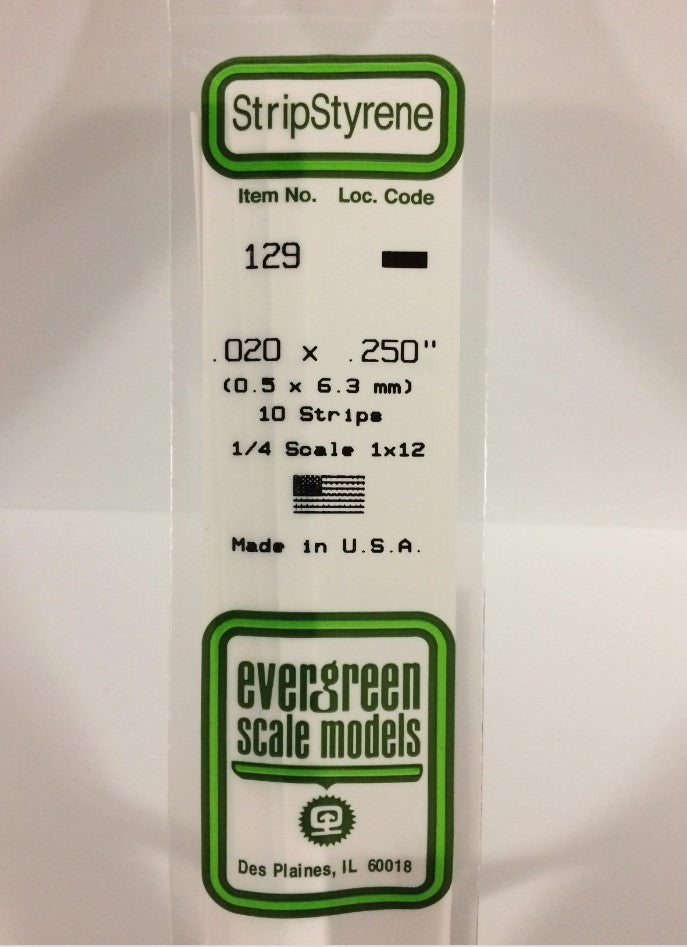 StripStyrene
Item No. Loc. Code
129
.020 x .250"
(0.5 x 6.3 mm)
10 Strips
1/4 Scale 1x12
Made in U.S.A.
evergreen
scale models
Des Plaines, IL 60018